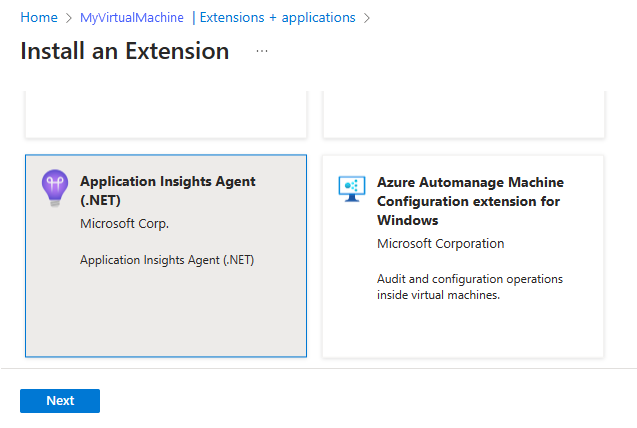 Home > MyVirtualMachine | Extensions + applications >
Install an Extension ...
Application Insights Agent
(.NET)
Microsoft Corp.
Application Insights Agent (.NET)
Azure Automanage Machine
Configuration extension for
Windows
Microsoft Corporation
Audit and configuration operations
inside virtual machines.
Next